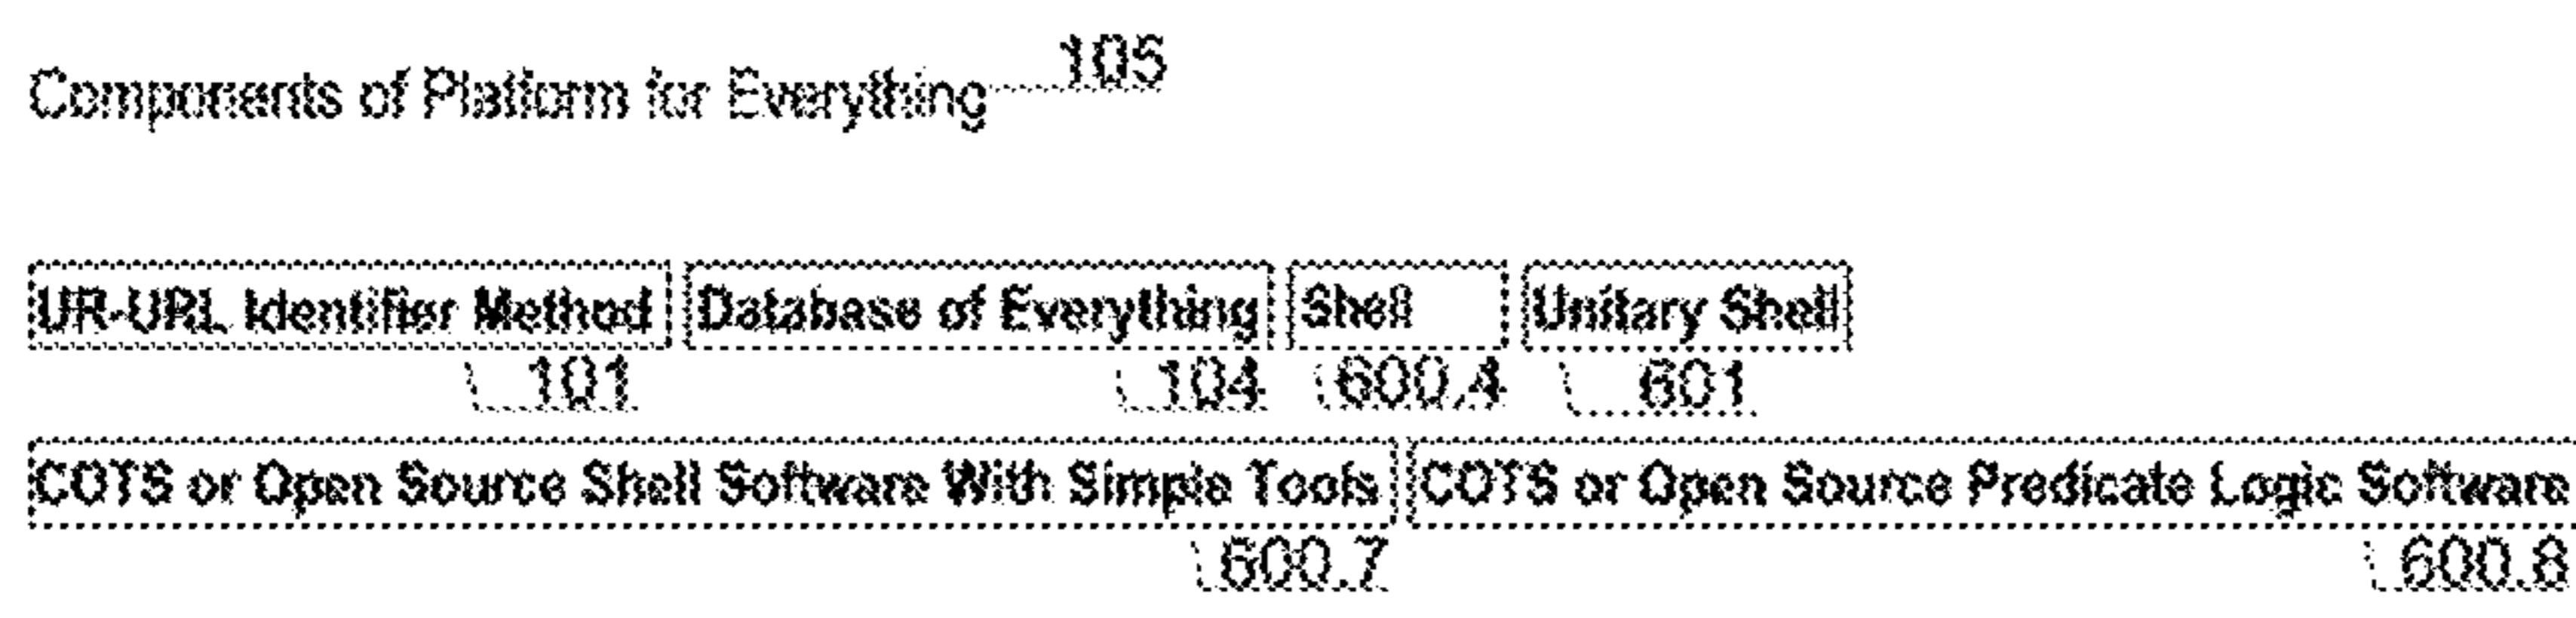 Components of Platform for Everything 105
UR-URL Identifier Method Database of Everything Shell Unitary Shell
101 104 600.4 601
COTS or Open Source Shell Software With Simple Tools COTS or Open Source Predicate Logic Software
600.7 600.8